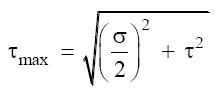 τmax = √((σ/2)² + τ²)